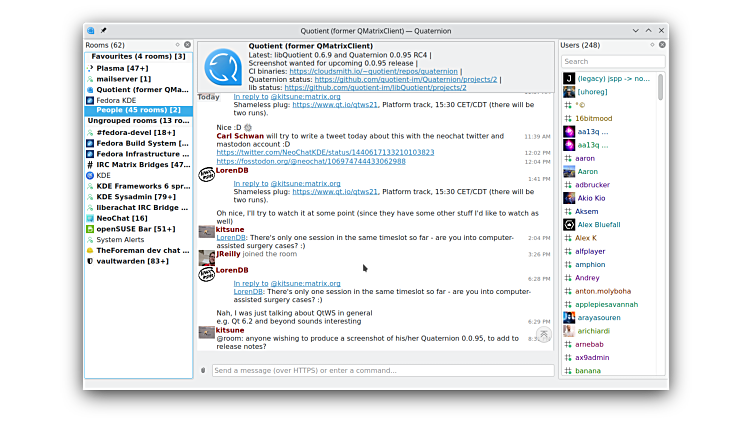 Quotient (former QMatrixClient) — Quaternion
Rooms (62)
Favourites (4 rooms) [3]
Plasma [47+]
mailserver [1]
Quotient (former QMa...
Fedora KDE
People (45 rooms) [2]
Ungrouped rooms (13 ro...
#fedora-devel [18+]
Fedora Build System [...
Fedora Infrastructure ...
IRC Matrix Bridges [47...
KDE
KDE Frameworks 6 spr...
KDE Sysadmin [79+]
liberachat IRC Bridge ...
NeoChat [16]
openSUSE Bar [51+]
System Alerts
TheForeman dev chat ...
vaultwarden [83+]
Quotient (former QMatrixClient)
Latest: libQuotient 0.6.9 and Quaternion 0.0.95 RC4 |
Screenshot wanted for upcoming 0.0.95 release |
CI binaries: https://cloudsmith.io/~quotient/repos/quaternion |
Quaternion status: https://github.com/quotient-im/Quaternion/projects/2 |
lib status: https://github.com/quotient-im/libQuotient/projects/2
Today
In reply to @kitsune:matrix.org
Shameless plug: https://www.qt.io/qtws21, Platform track, 15:30 CET/CDT (there will be
two runs).
Nice :D
Carl Schwan will try to write a tweet today about this with the neochat twitter and 11:39 AM
mastodon account :D
https://twitter.com/NeoChatKDE/status/1440617133210103823 12:02 PM
https://fosstodon.org/@neochat/106974744433062988 12:04 PM
LorenDB
In reply to @kitsune:matrix.org 1:41 PM
Shameless plug: https://www.qt.io/qtws21, Platform track, 15:30 CET/CDT (there will be
two runs).
Oh nice, I'll try to watch it at some point (since they have some other stuff I'd like to watch as
well)
kitsune
LorenDB: There's only one session in the same timeslot so far - are you into computer- 2:04 PM
assisted surgery cases? :)
JReilly joined the room 3:26 PM
LorenDB
In reply to @kitsune:matrix.org 6:28 PM
LorenDB: There's only one session in the same timeslot so far - are you into computer-
assisted surgery cases? :)
Nah, I was just talking about QtWS in general
e.g. Qt 6.2 and beyond sounds interesting 6:29 PM
kitsune
@room: anyone wishing to produce a screenshot of his/her Quaternion 0.0.95, to add to
release notes?
Send a message (over HTTPS) or enter a command...
Users (248)
Search
(legacy) jspp -> no...
[uhoreg]
°©
16bitmood
aa13q ...
aa13q ...
aaron
Aaron
adbrucker
Akio Kio
Aksem
Alex Bluefall
Alex K
alfplayer
amphion
Andrey
anton.molyboha
applepiesavannah
arayasouren
arichiardi
arnebab
ax9admin
banana